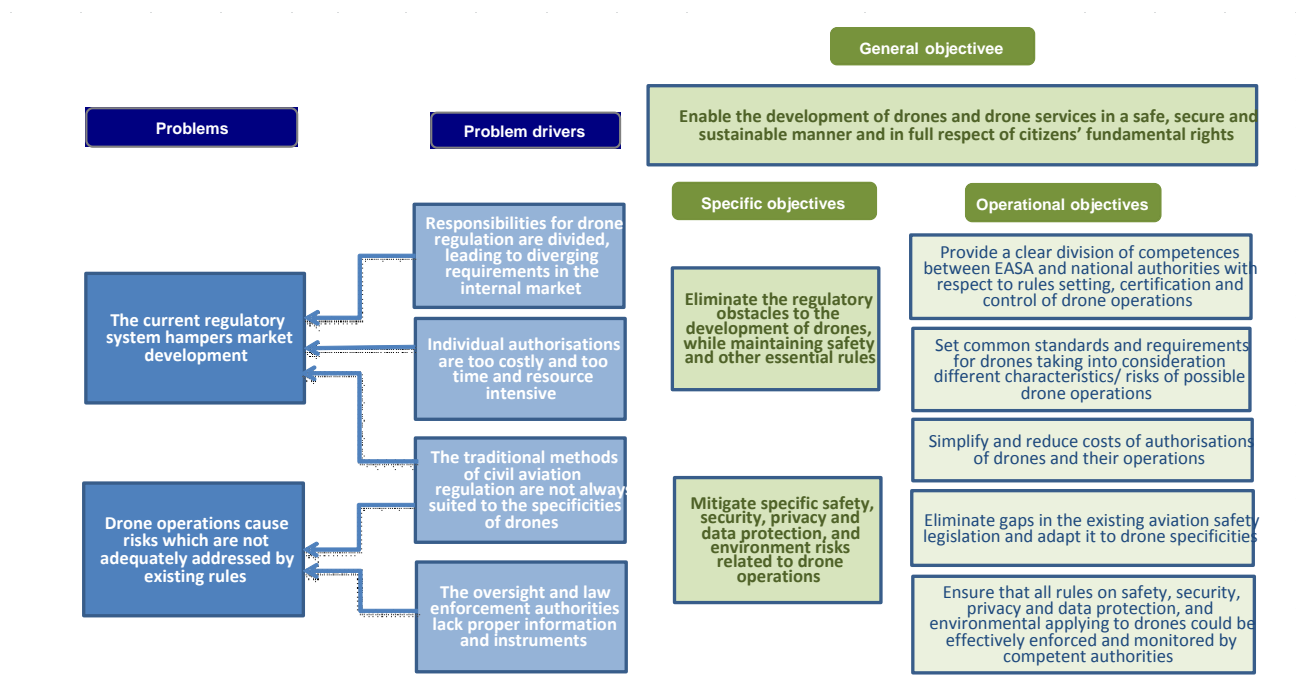 General objectivee
Enable the development of drones and drone services in a safe, secure and
sustainable manner and in full respect of citizens’ fundamental rights
Problems
Problem drivers
Specific objectives
Operational objectives
The current regulatory
system hampers market
development
Drone operations cause
risks which are not
adequately addressed by
existing rules
Responsibilities for drone
regulation are divided,
leading to diverging
requirements in the
internal market
Individual authorisations
are too costly and too
time and resource
intensive
The traditional methods
of civil aviation
regulation are not always
suited to the specificities
of drones
The oversight and law
enforcement authorities
lack proper information
and instruments
Eliminate the regulatory
obstacles to the
development of drones,
while maintaining safety
and other essential rules
Mitigate specific safety,
security, privacy and
data protection, and
environment risks
related to drone
operations
Provide a clear division of competences
between EASA and national authorities with
respect to rules setting, certification and
control of drone operations
Set common standards and requirements
for drones taking into consideration
different characteristics/ risks of possible
drone operations
Simplify and reduce costs of authorisations
of drones and their operations
Eliminate gaps in the existing aviation safety
legislation and adapt it to drone specificities
Ensure that all rules on safety, security,
privacy and data protection, and
environmental applying to drones could be
effectively enforced and monitored by
competent authorities